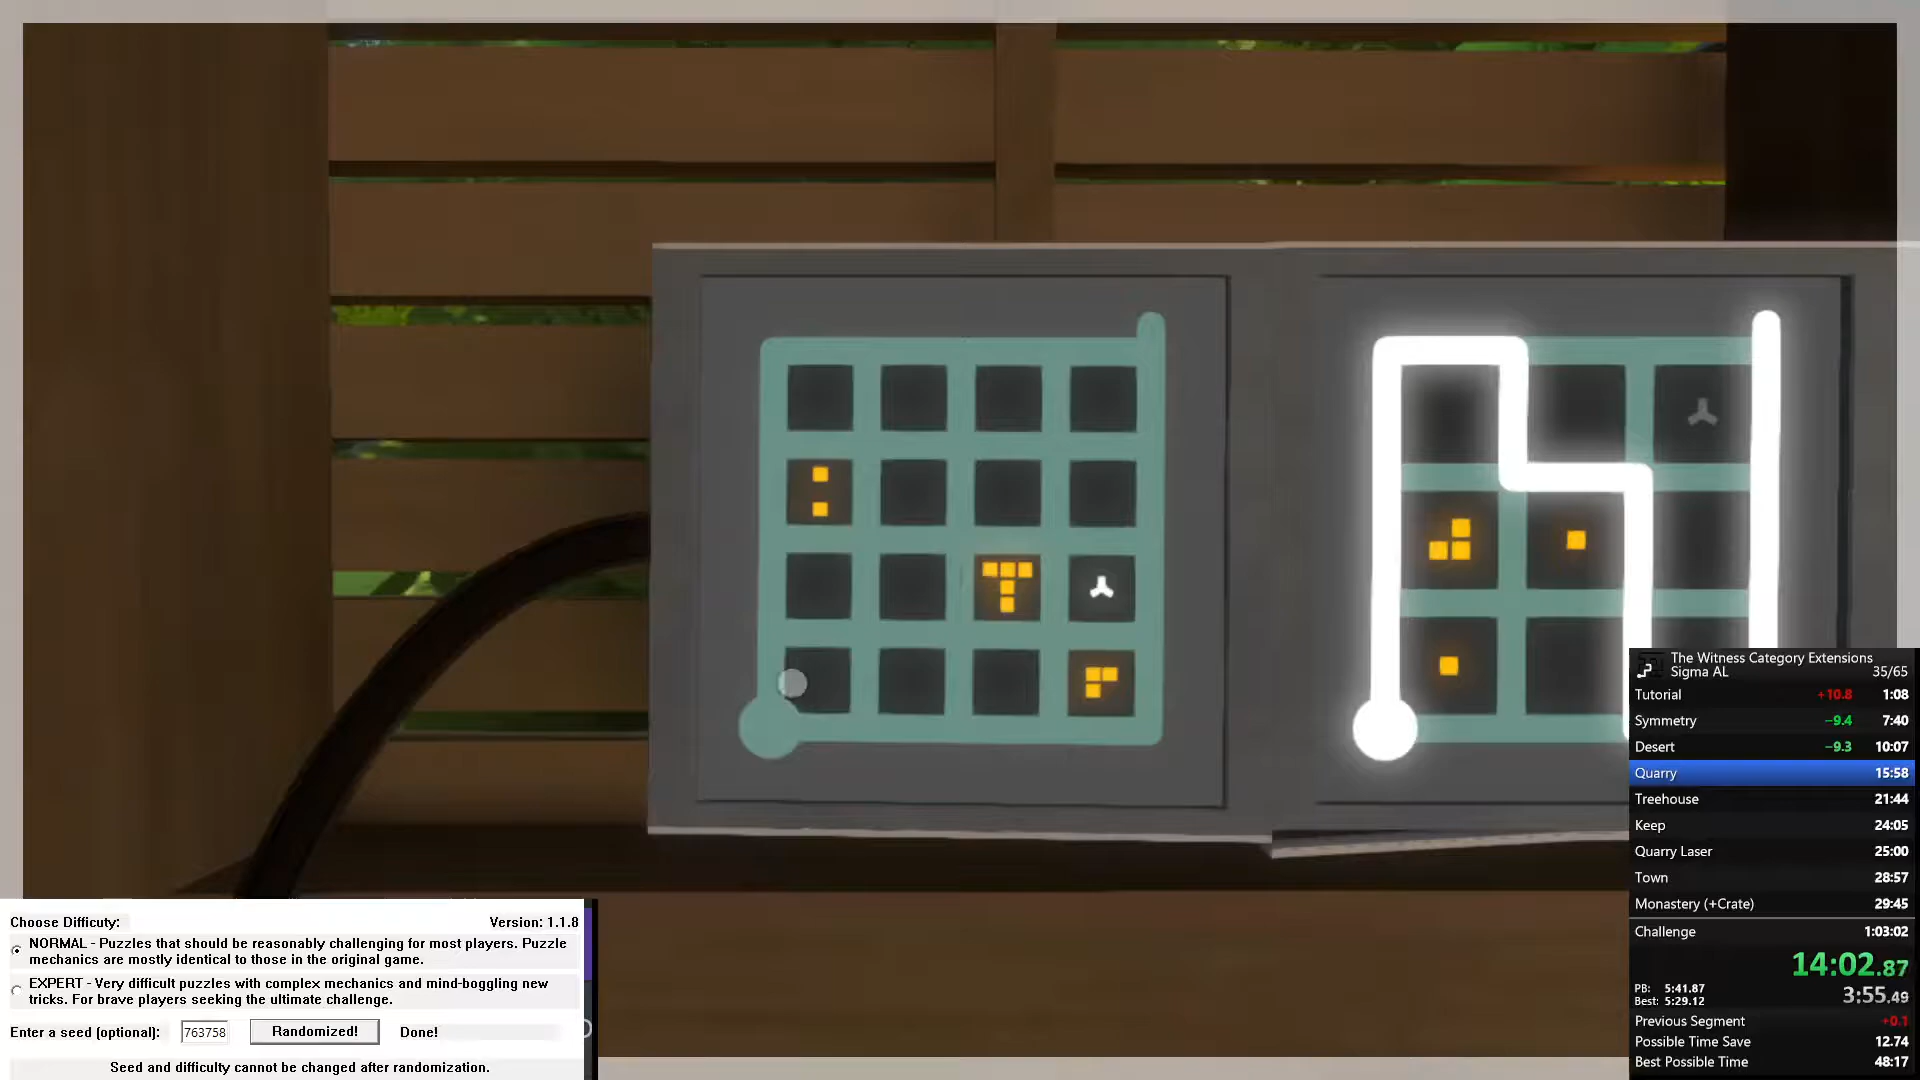 The Witness Category Extensions
Sigma AL 35/65
Tutorial +10.8 1:08
Symmetry −9.4 7:40
Desert −9.3 10:07
Quarry 15:58
Treehouse 21:44
Keep 24:05
Quarry Laser 25:00
Town 28:57
Monastery (+Crate) 29:45
Challenge 1:03:02
14:02.87
PB: 5:41.87
Best: 5:29.12
3:55.49
Previous Segment +0.1
Possible Time Save 12.74
Best Possible Time 48:17
Choose Difficuty: Version: 1.1.8
NORMAL - Puzzles that should be reasonably challenging for most players. Puzzle
mechanics are mostly identical to those in the original game.
EXPERT - Very difficult puzzles with complex mechanics and mind-boggling new
tricks. For brave players seeking the ultimate challenge.
Enter a seed (optional): 763758 Randomized! Done!
Seed and difficulty cannot be changed after randomization.